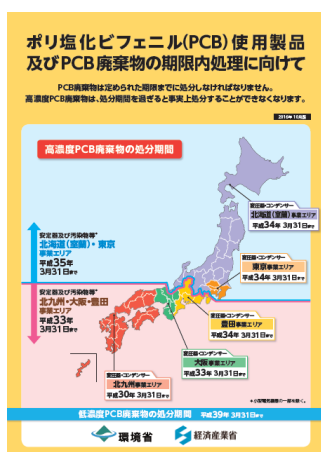 ポリ塩化ビフェニル(PCB)使用製品
及びPCB廃棄物の期限内処理に向けて
PCB廃棄物は定められた期限までに処分しなければなりません。
高濃度PCB廃棄物は、処分期間を過ぎると事実上処分することができなくなります。
高濃度PCB廃棄物の処分期間
変圧器・コンデンサー
北海道(室蘭)事業エリア
平成34年 3月31日まで
安定器及び汚染物等*
北海道(室蘭)・東京
事業エリア
平成35年
3月31日まで
変圧器・コンデンサー
東京事業エリア
平成34年 3月31日まで
安定器及び汚染物等*
北九州・大阪・豊田
事業エリア
平成33年
3月31日まで
変圧器・コンデンサー
豊田事業エリア
平成34年 3月31日まで
変圧器・コンデンサー
大阪事業エリア
平成33年 3月31日まで
変圧器・コンデンサー
北九州事業エリア
平成30年 3月31日まで
*小型電気機器の一部を除く。
低濃度PCB廃棄物の処分期間 平成39年 3月31日まで
環境省
経済産業省